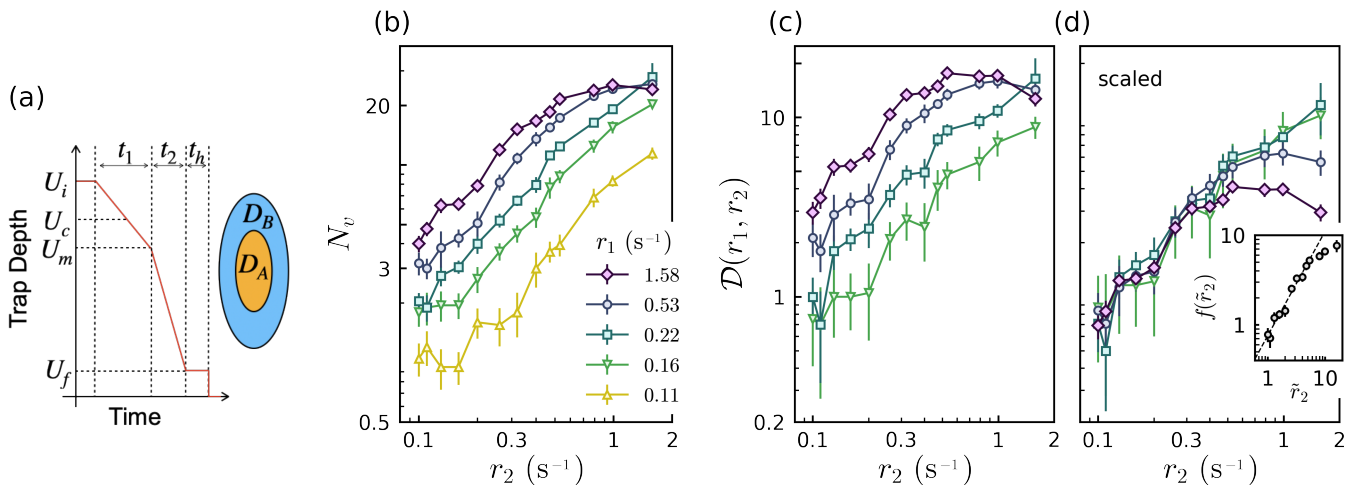 (a)
Trap Depth
U_i
U_c
U_m
U_f
t_1
t_2
t_h
Time
D_B
D_A
(b)
N_v
20
3
0.5
0.1
0.3
1
2
r_2 (s⁻¹)
r_1 (s⁻¹)
1.58
0.53
0.22
0.16
0.11
(c)
𝒟(r_1, r_2)
10
1
0.2
0.1
0.3
1
2
r_2 (s⁻¹)
(d)
scaled
0.1
0.3
1
2
r_2 (s⁻¹)
f(r̃_2)
10
1
1
10
r̃_2